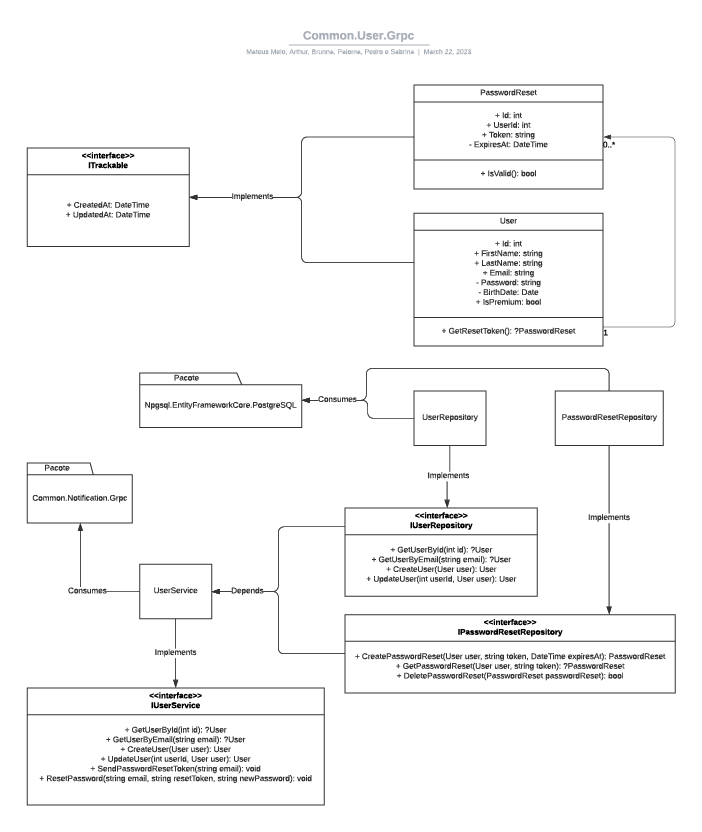 Common.User.Grpc
Mateus Melo, Arthur, Brunna, Paloma, Pedro e Sabrina | March 22, 2023
PasswordReset
+ Id: int
+ UserId: int
+ Token: string
- ExpiresAt: DateTime
0..*
+ IsValid(): bool
<<interface>>
ITrackable
+ CreatedAt: DateTime
+ UpdatedAt: DateTime
Implements
User
+ Id: int
+ FirstName: string
+ LastName: string
+ Email: string
- Password: string
- BirthDate: Date
+ IsPremium: bool
+ GetResetToken(): ?PasswordReset
1
Pacote
Npgsql.EntityFrameworkCore.PostgreSQL
Consumes
UserRepository
PasswordResetRepository
Implements
Implements
Pacote
Common.Notification.Grpc
<<interface>>
IUserRepository
+ GetUserById(int id): ?User
+ GetUserByEmail(string email): ?User
+ CreateUser(User user): User
+ UpdateUser(int userId, User user): User
Consumes
UserService
Depends
<<interface>>
IPasswordResetRepository
+ CreatePasswordReset(User user, string token, DateTime expiresAt): PasswordReset
+ GetPasswordReset(User user, string token): ?PasswordReset
+ DeletePasswordReset(PasswordReset passwordReset): bool
Implements
<<interface>>
IUserService
+ GetUserById(int id): ?User
+ GetUserByEmail(string email): ?User
+ CreateUser(User user): User
+ UpdateUser(int userId, User user): User
+ SendPasswordResetToken(string email): void
+ ResetPassword(string email, string resetToken, string newPassword): void